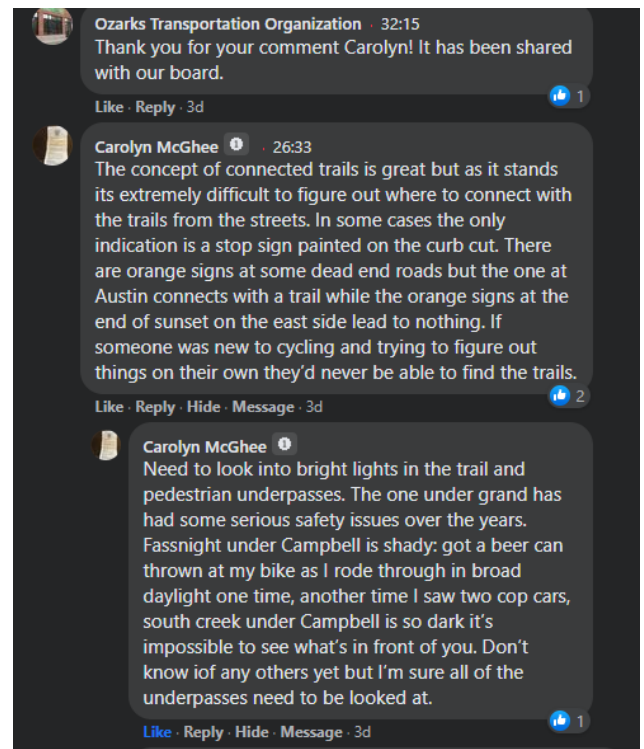 Ozarks Transportation Organization · 32:15
Thank you for your comment Carolyn! It has been shared
with our board.
1
Like · Reply · 3d
Carolyn McGhee · 26:33
The concept of connected trails is great but as it stands
its extremely difficult to figure out where to connect with
the trails from the streets. In some cases the only
indication is a stop sign painted on the curb cut. There
are orange signs at some dead end roads but the one at
Austin connects with a trail while the orange signs at the
end of sunset on the east side lead to nothing. If
someone was new to cycling and trying to figure out
things on their own they'd never be able to find the trails.
2
Like · Reply · Hide · Message · 3d
Carolyn McGhee
Need to look into bright lights in the trail and
pedestrian underpasses. The one under grand has
had some serious safety issues over the years.
Fassnight under Campbell is shady: got a beer can
thrown at my bike as I rode through in broad
daylight one time, another time I saw two cop cars,
south creek under Campbell is so dark it's
impossible to see what's in front of you. Don't
know iof any others yet but I'm sure all of the
underpasses need to be looked at.
1
Like · Reply · Hide · Message · 3d